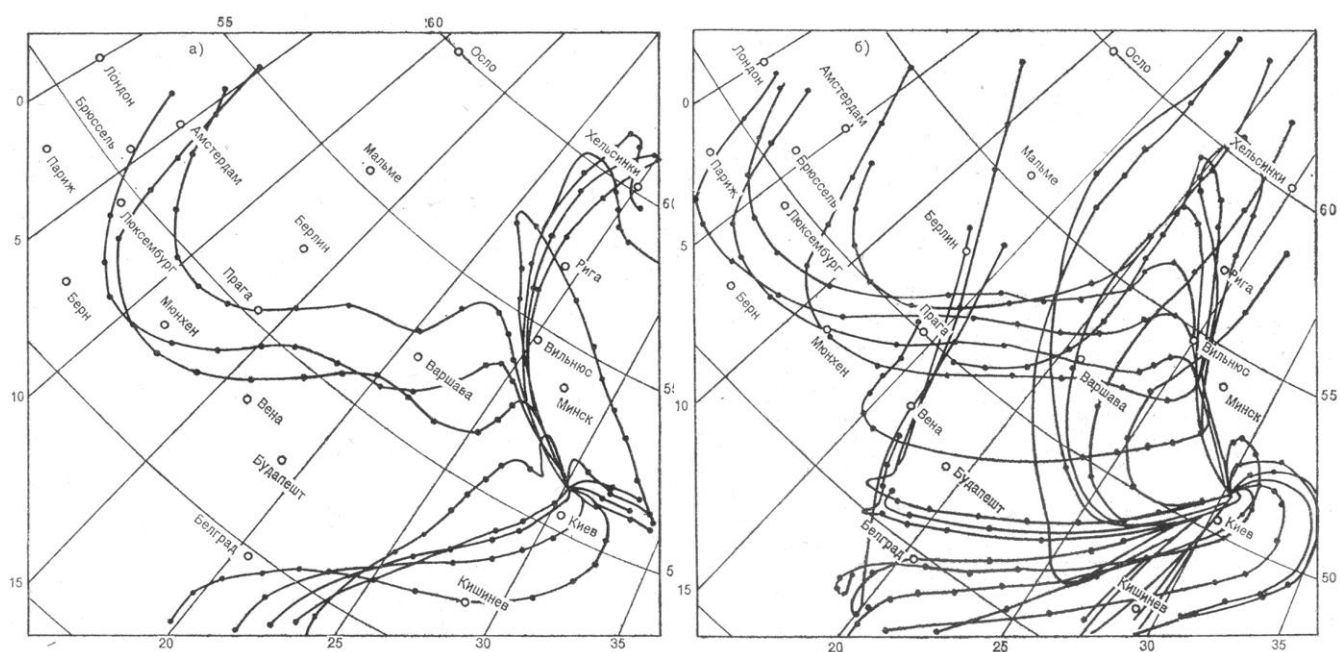 55
60
а)
Осло
Лондон
0
Брюссель
Амстердам
Париж
Мальме
Хельсинки
60
Люксембург
Берлин
5
Рига
Прага
Берн
Мюнхен
Вильнюс
Варшава
55
10
Вена
Минск
Будапешт
Киев
Белград
Кишинев
15
20
25
30
35
б)
Осло
Лондон
Амстердам
0
Хельсинки
Париж
Брюссель
Мальме
60
Люксембург
Берлин
5
Рига
Берн
Прага
Вильнюс
Мюнхен
Варшава
Минск
55
10
Вена
Будапешт
Киев
Белград
50
Кишинев
15
20
25
30
35